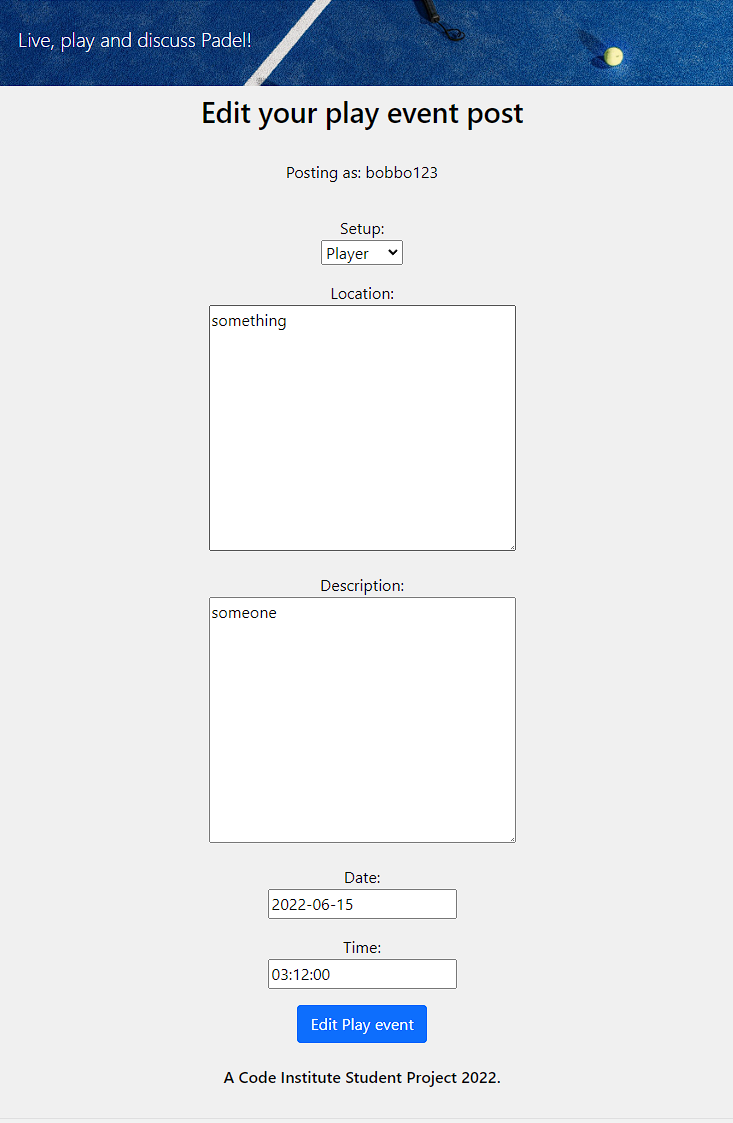 Live, play and discuss Padel!
Edit your play event post
Posting as: bobbo123
Setup:
Player
Location:
something
Description:
someone
Date:
2022-06-15
Time:
03:12:00
Edit Play event
A Code Institute Student Project 2022.